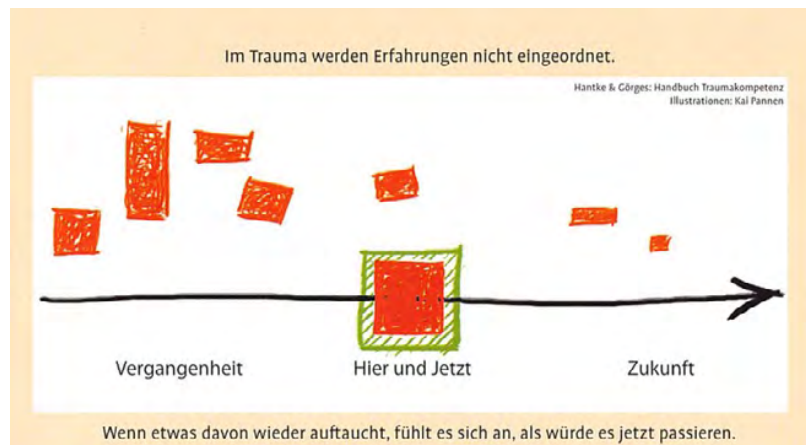 Im Trauma werden Erfahrungen nicht eingeordnet.
Hantke & Görges: Handbuch Traumakompetenz
Illustrationen: Kai Pannen
Vergangenheit
Hier und Jetzt
Zukunft
Wenn etwas davon wieder auftaucht, fühlt es sich an, als würde es jetzt passieren.